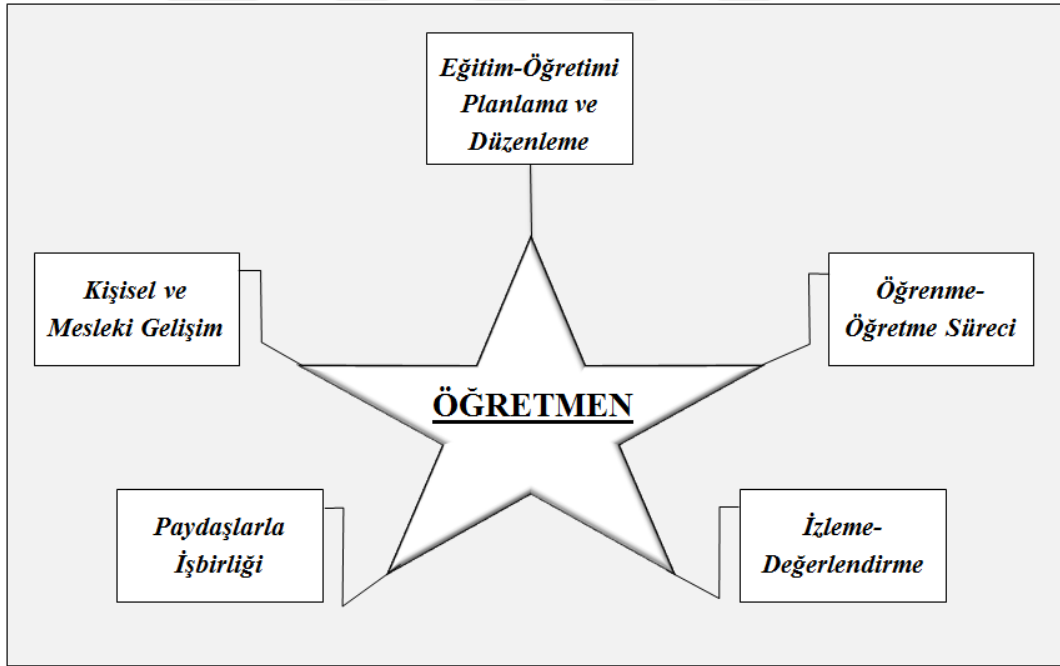 Eğitim-Öğretimi
Planlama ve
Düzenleme
Kişisel ve
Mesleki Gelişim
Öğrenme-
Öğretme Süreci
ÖĞRETMEN
Paydaşlarla
İşbirliği
İzleme-
Değerlendirme